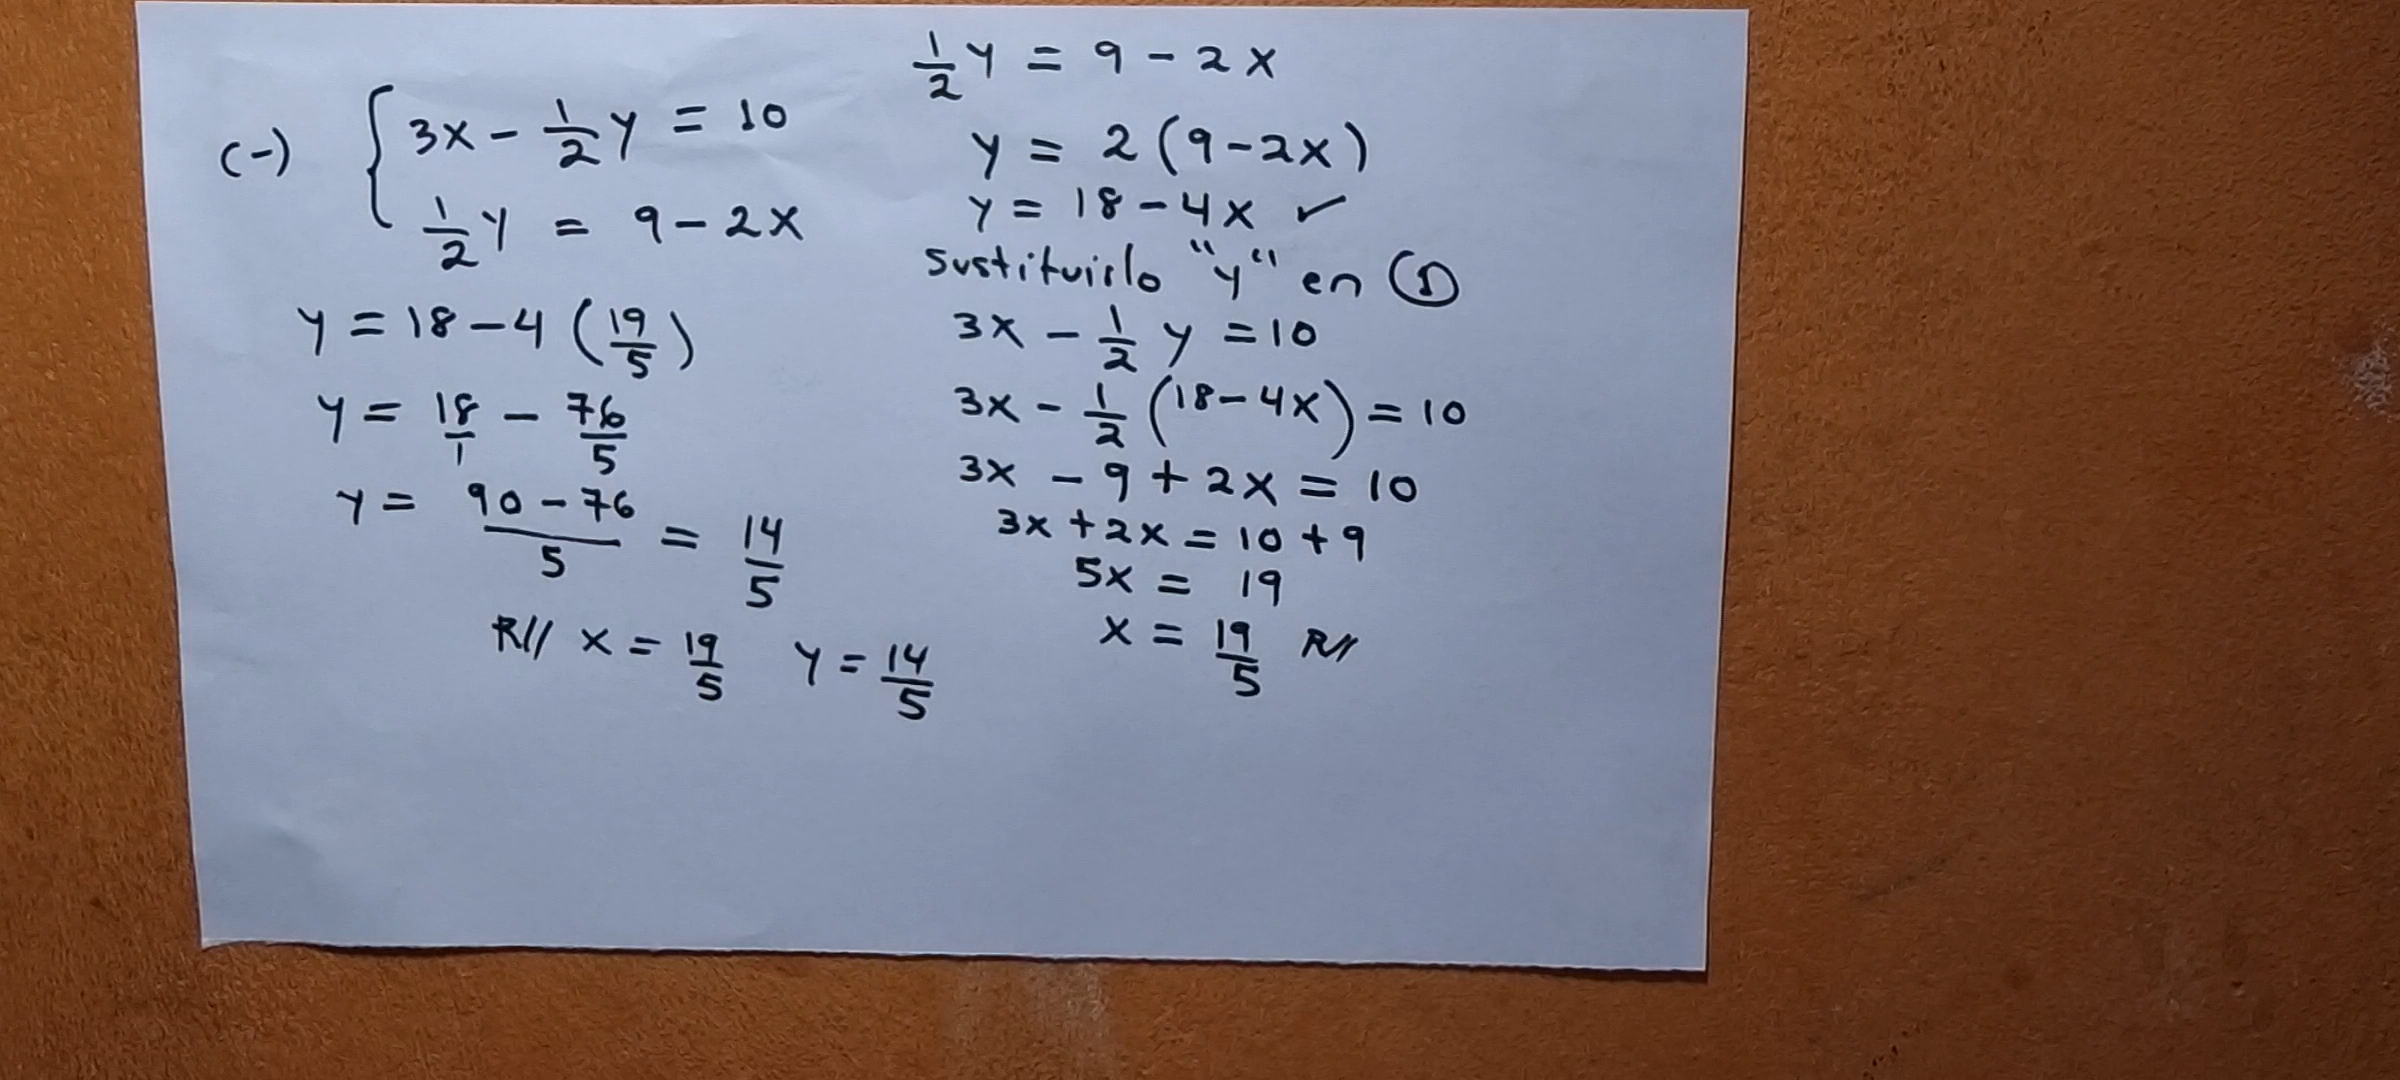 (-) { 3x - 1/2 y = 10
1/2 y = 9 - 2x
1/2 y = 9 - 2x
y = 2 (9 - 2x)
y = 18 - 4x ✓
sustituirlo "y" en ①
3x - 1/2 y = 10
3x - 1/2 (18 - 4x) = 10
3x - 9 + 2x = 10
3x + 2x = 10 + 9
5x = 19
x = 19/5 R//
y = 18 - 4 (19/5)
y = 18/1 - 76/5
y = 90 - 76/5 = 14/5
R// x = 19/5 y = 14/5